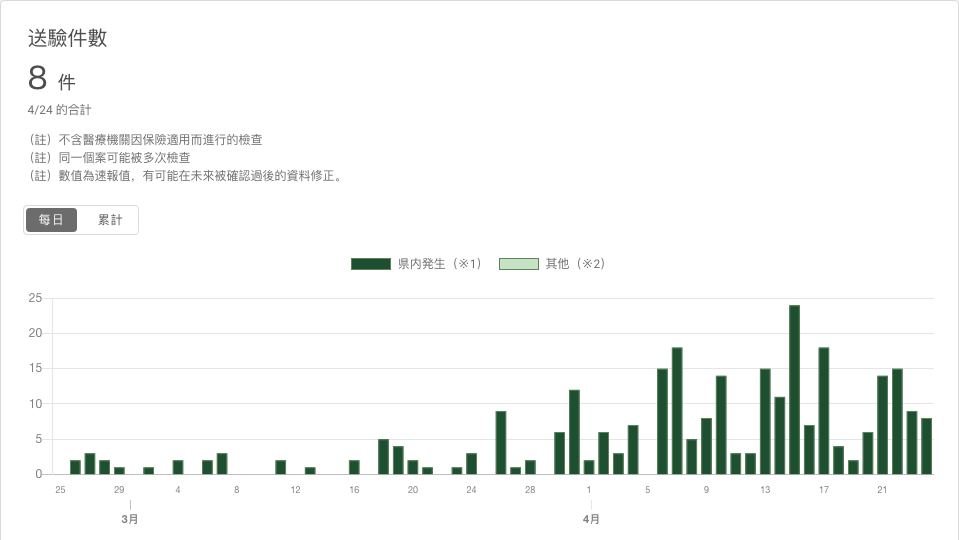 送驗件數
8 件
4/24 的合計
（註）不含醫療機關因保險適用而進行的檢查
（註）同一個案可能被多次檢查
（註）數值為速報值，有可能在未來被確認過後的資料修正。
每日 累計
県内発生（※1） 其他（※2）
25
20
15
10
5
0
25 29 4 8 12 16 20 24 28 1 5 9 13 17 21
3月 4月